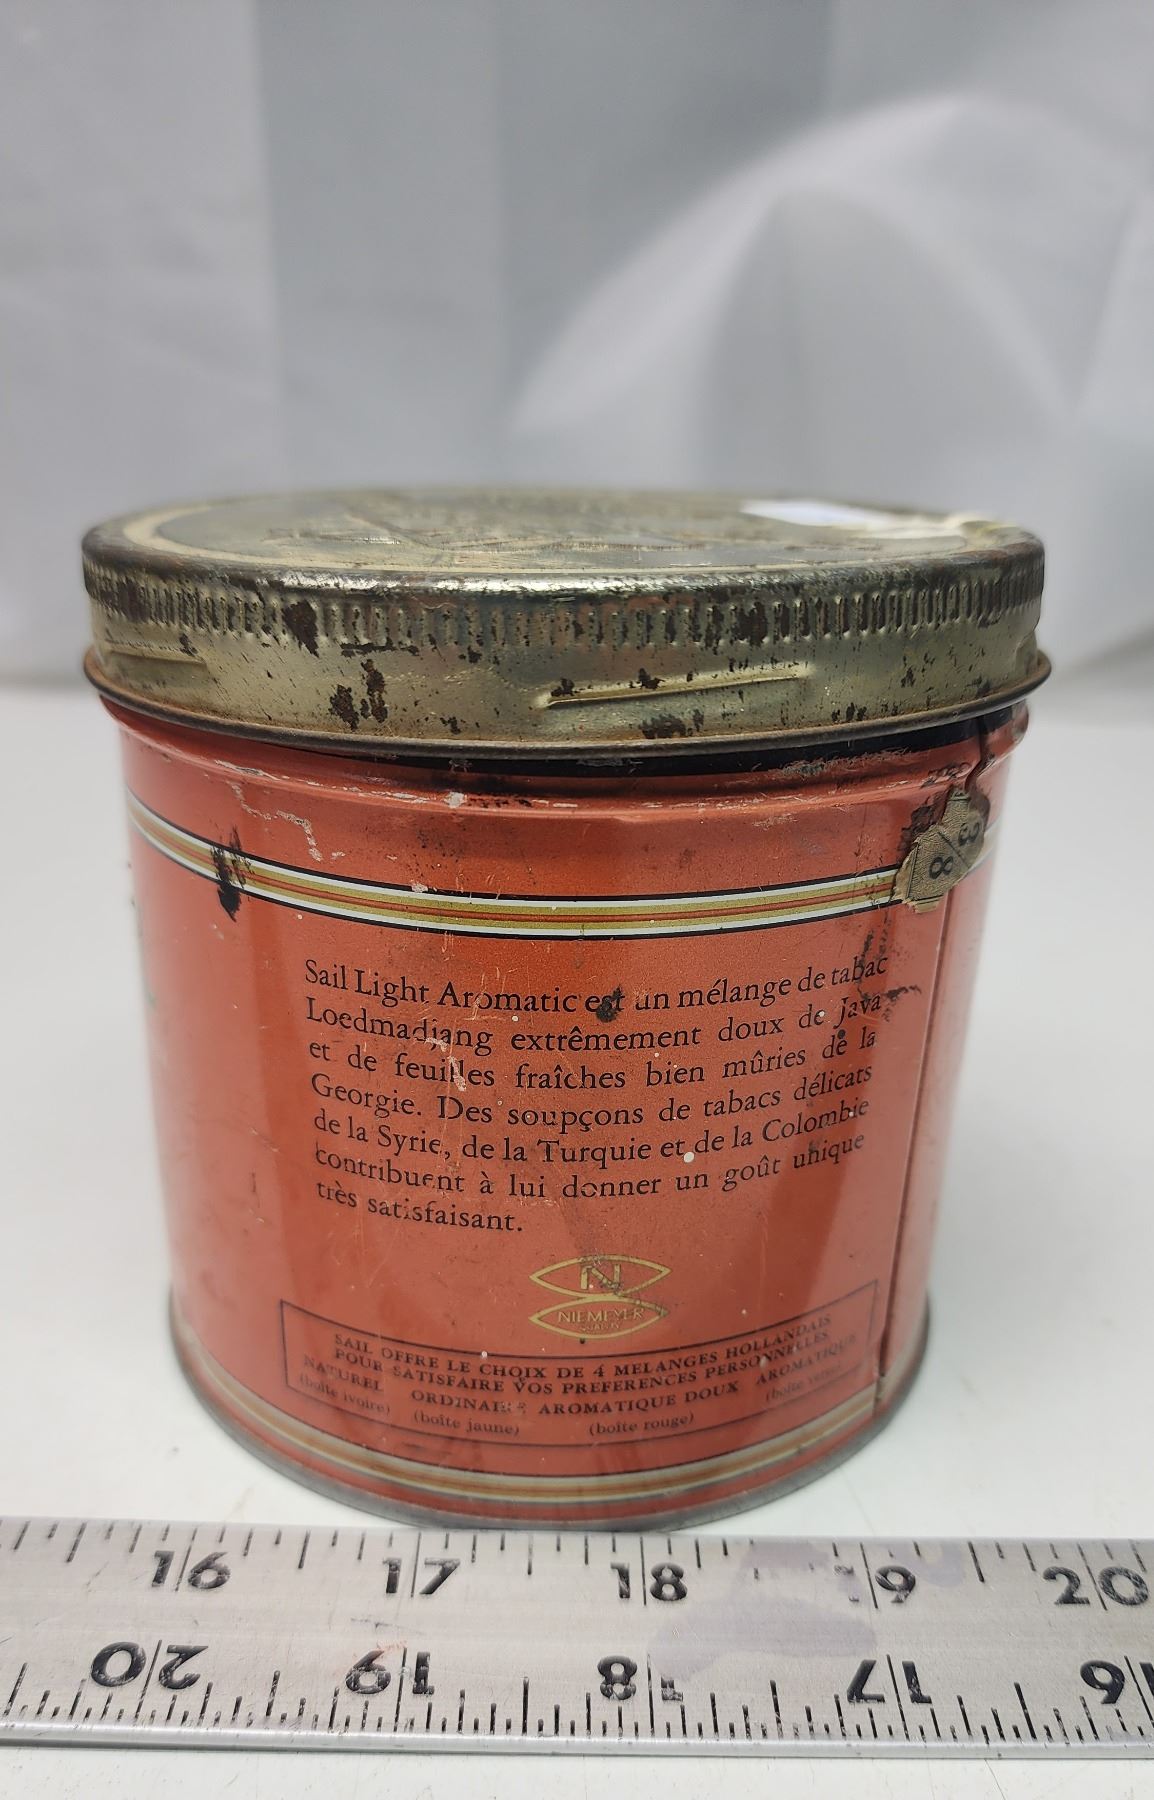 3
8
Sail Light Aromatic est un mélange de tabac
Loedmadjang extrêmement doux de Java
et de feuilles fraîches bien mûries de la
Georgie. Des soupçons de tabacs délicats
de la Syrie, de la Turquie et de la Colombie
contribuent à lui donner un goût unique
très satisfaisant.
N
NIEMEYER
SAIL OFFRE LE CHOIX DE 4 MELANGES HOLLANDAIS
POUR SATISFAIRE VOS PREFERENCES PERSONNELLES
NATUREL ORDINAIRE AROMATIQUE DOUX AROMATIQUE
(boîte ivoire) (boîte jaune) (boîte rouge) (boîte verte)
16 17 18 19 20
20 19 18 17 16